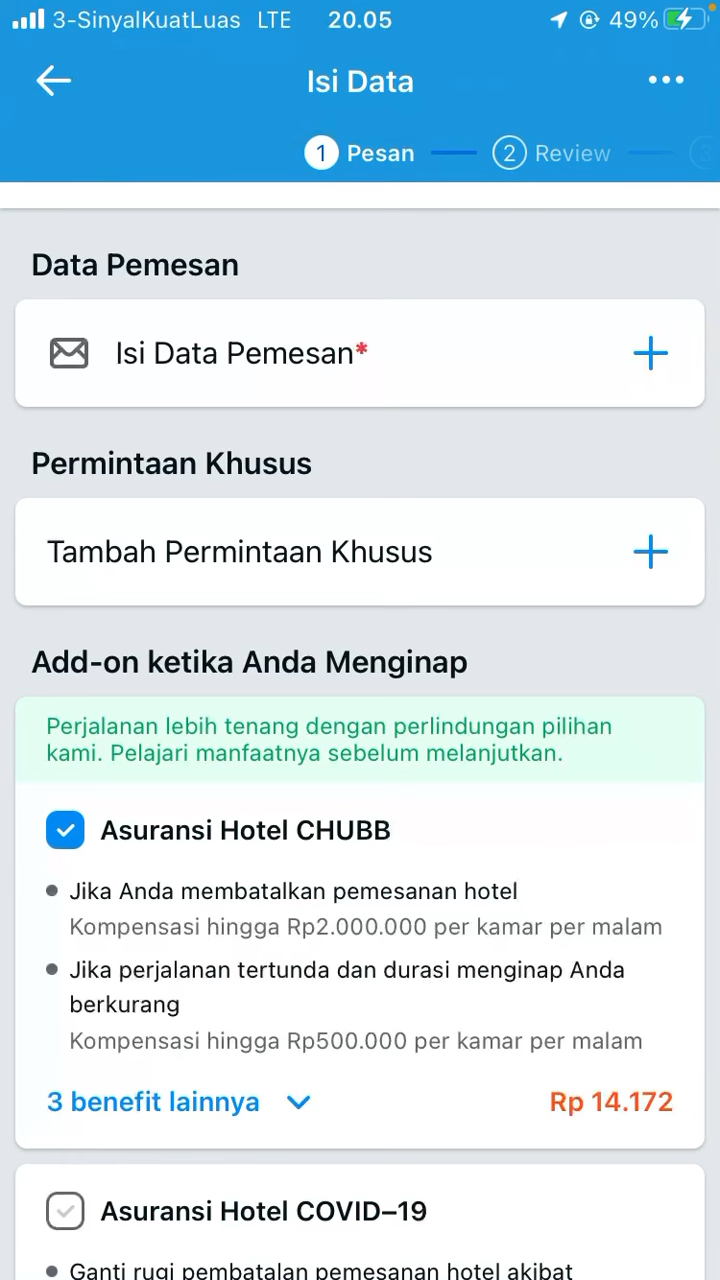 3-SinyalKuatLuas LTE 20.05 49%
Isi Data
1 Pesan 2 Review 3
Data Pemesan
Isi Data Pemesan*
Permintaan Khusus
Tambah Permintaan Khusus
Add-on ketika Anda Menginap
Perjalanan lebih tenang dengan perlindungan pilihan
kami. Pelajari manfaatnya sebelum melanjutkan.
Asuransi Hotel CHUBB
Jika Anda membatalkan pemesanan hotel
Kompensasi hingga Rp2.000.000 per kamar per malam
Jika perjalanan tertunda dan durasi menginap Anda
berkurang
Kompensasi hingga Rp500.000 per kamar per malam
3 benefit lainnya Rp 14.172
Asuransi Hotel COVID–19
Ganti rugi pembatalan pemesanan hotel akibat